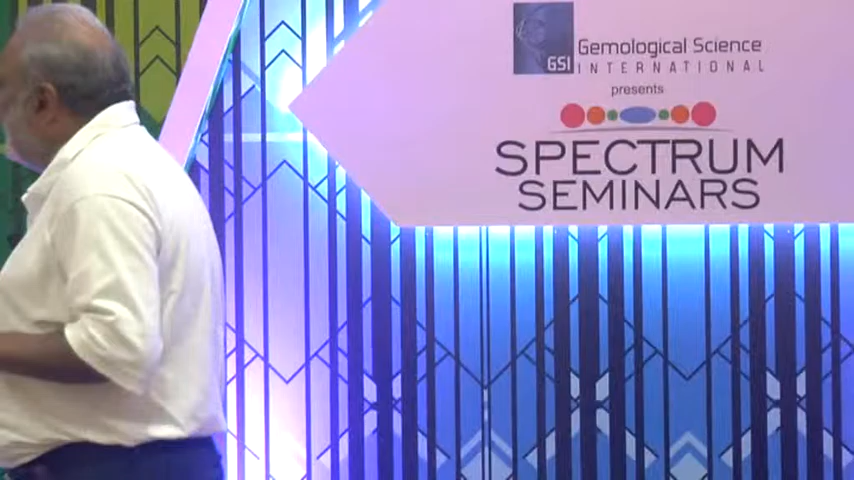 GSI
Gemological Science
INTERNATIONAL
presents
SPECTRUM
SEMINARS